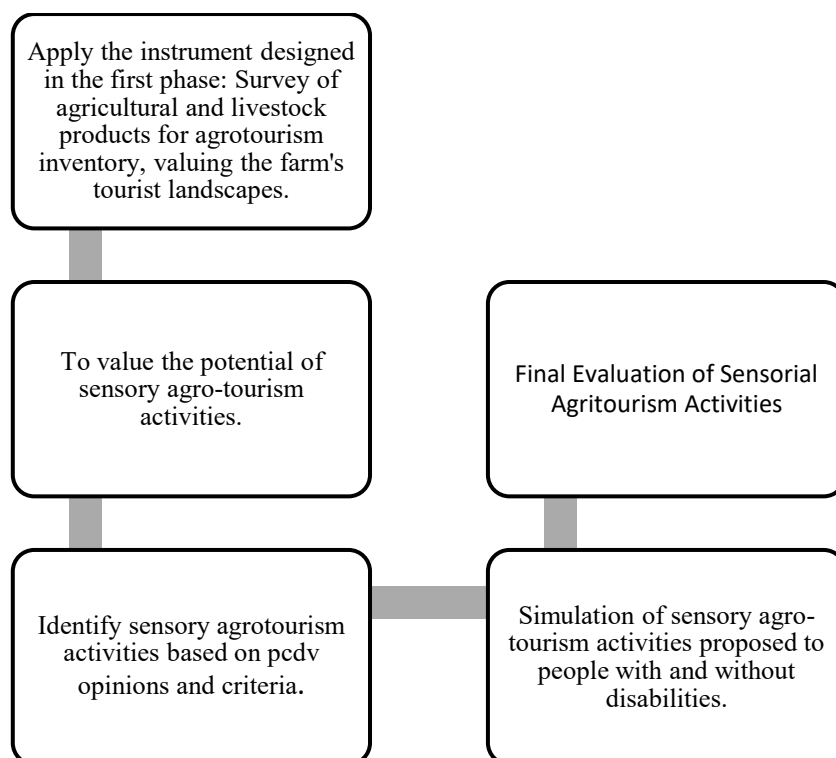 Apply the instrument designed
in the first phase: Survey of
agricultural and livestock
products for agrotourism
inventory, valuing the farm's
tourist landscapes.
To value the potential of
sensory agro-tourism
activities.
Identify sensory agrotourism
activities based on pcdv
opinions and criteria.
Simulation of sensory agro-
tourism activities proposed to
people with and without
disabilities.
Final Evaluation of Sensorial
Agritourism Activities